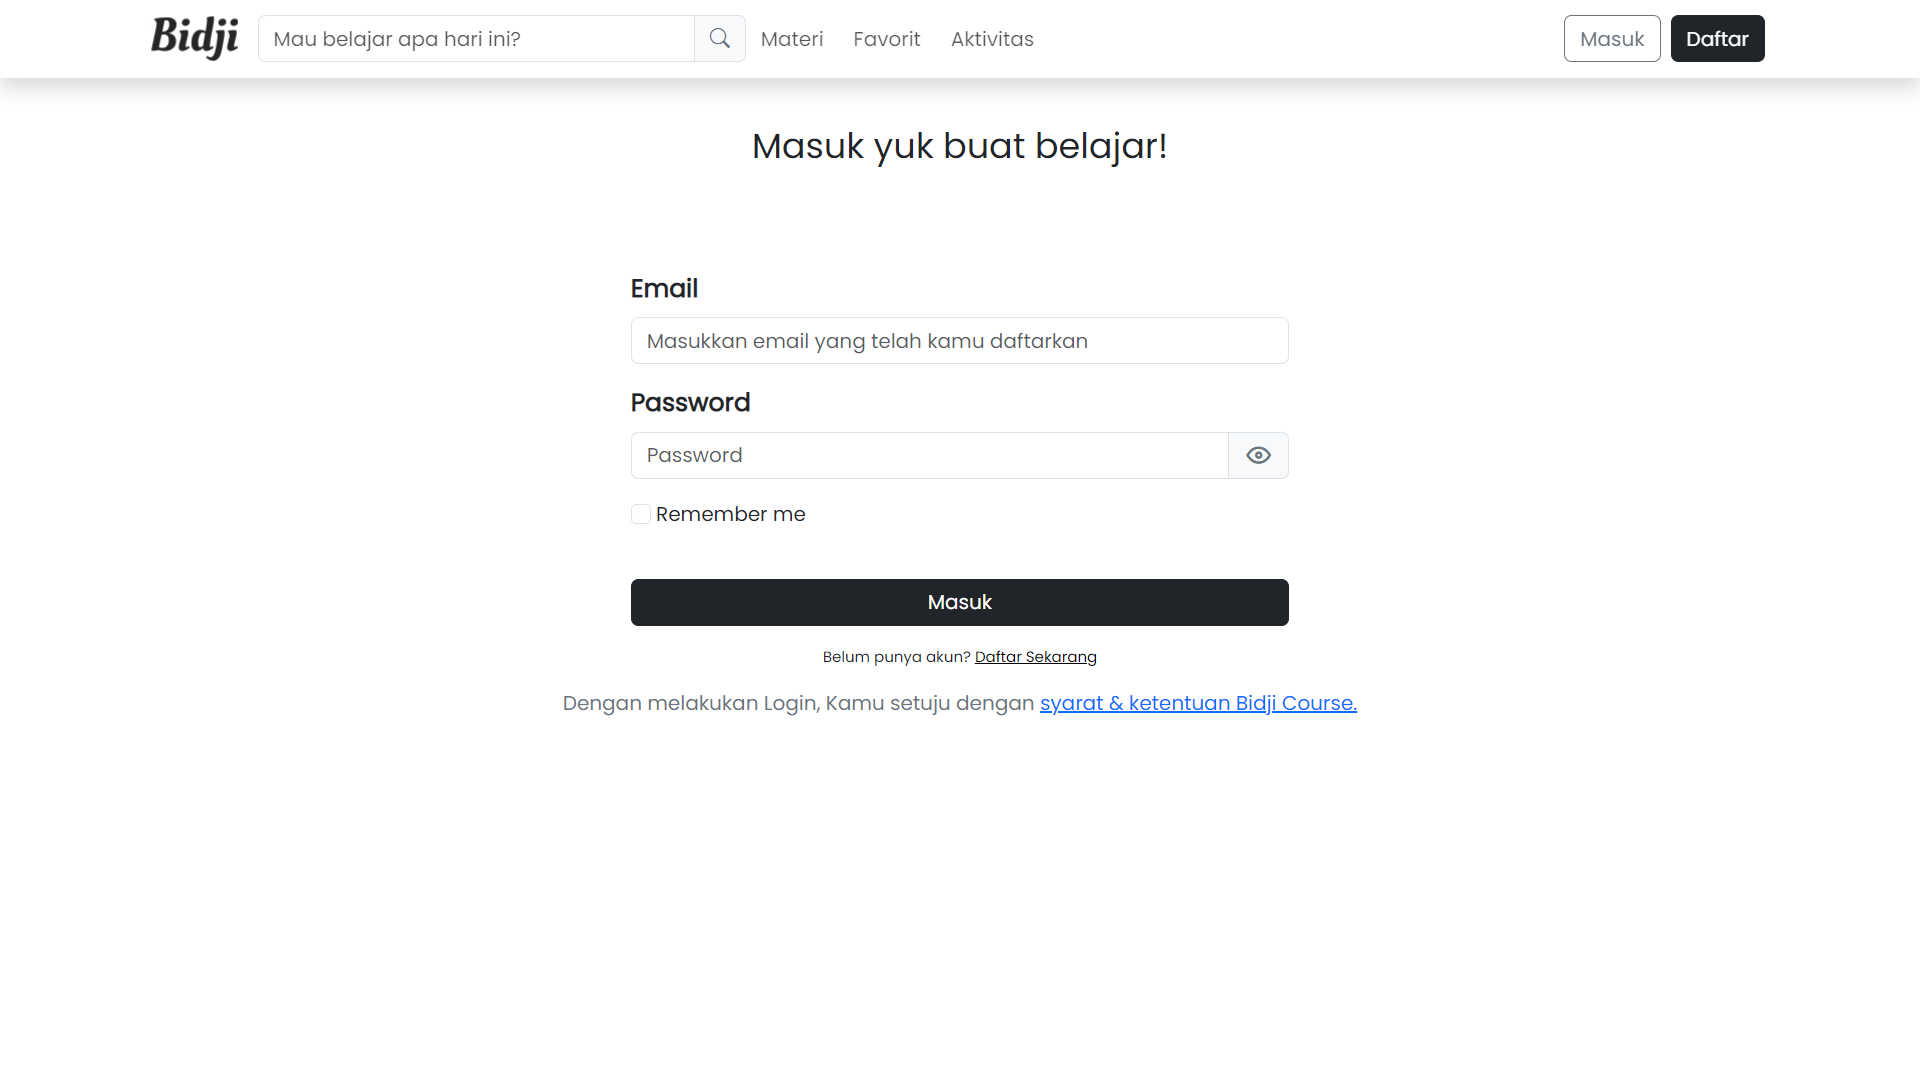 Bidji
Mau belajar apa hari ini?
Materi
Favorit
Aktivitas
Masuk
Daftar
Masuk yuk buat belajar!
Email
Masukkan email yang telah kamu daftarkan
Password
Password
Remember me
Masuk
Belum punya akun? Daftar Sekarang
Dengan melakukan Login, Kamu setuju dengan syarat & ketentuan Bidji Course.